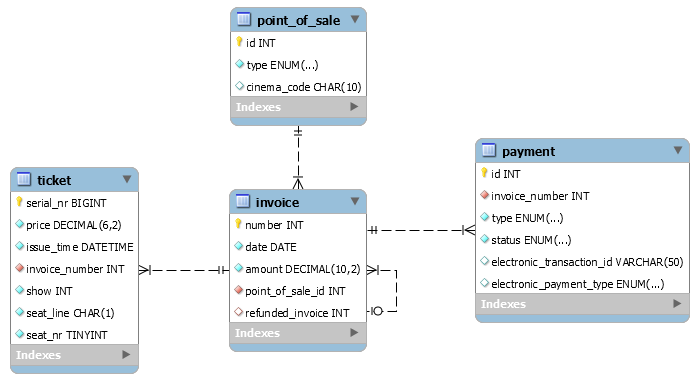 point_of_sale
id INT
type ENUM(...)
cinema_code CHAR(10)
Indexes
payment
id INT
invoice_number INT
type ENUM(...)
status ENUM(...)
electronic_transaction_id VARCHAR(50)
electronic_payment_type ENUM(...)
Indexes
ticket
serial_nr BIGINT
price DECIMAL(6,2)
issue_time DATETIME
invoice_number INT
show INT
seat_line CHAR(1)
seat_nr TINYINT
Indexes
invoice
number INT
date DATE
amount DECIMAL(10,2)
point_of_sale_id INT
refunded_invoice INT
Indexes